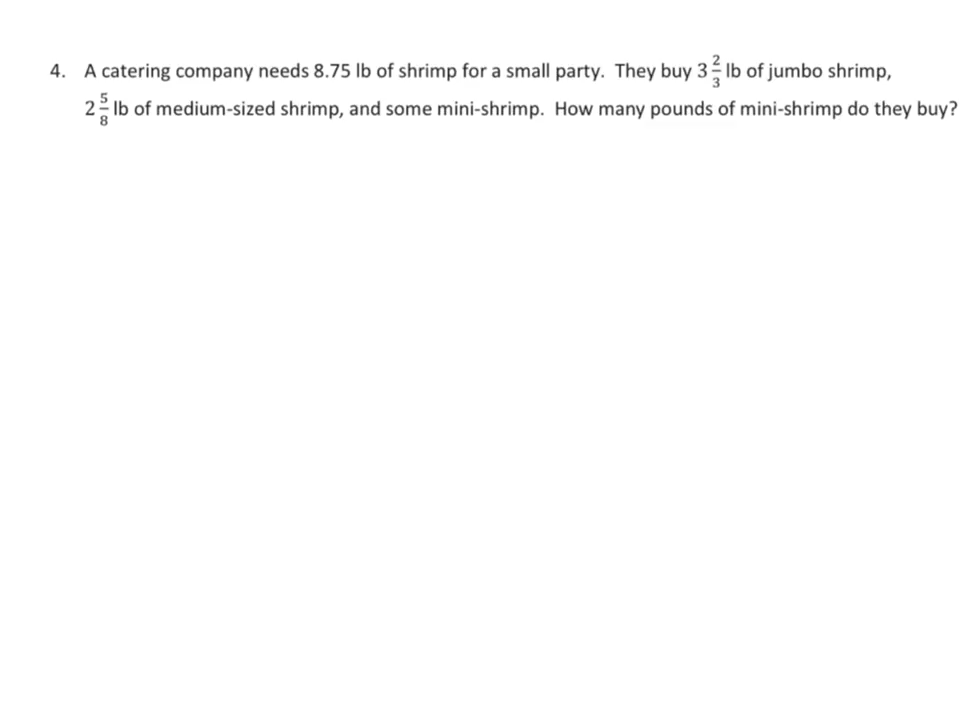 4. A catering company needs 8.75 lb of shrimp for a small party. They buy 3 2/3 lb of jumbo shrimp,
2 5/8 lb of medium-sized shrimp, and some mini-shrimp. How many pounds of mini-shrimp do they buy?